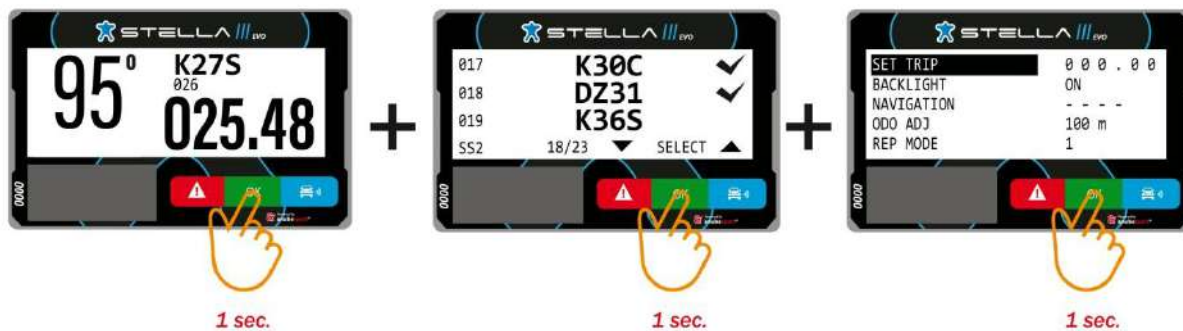 STELLA III EVO
95° K27S
026
025.48
0000
OK
1 sec.
+
STELLA III EVO
017 K30C
018 DZ31
019 K36S
SS2 18/23 SELECT
0000
OK
1 sec.
+
STELLA III EVO
SET TRIP 000.00
BACKLIGHT ON
NAVIGATION ----
ODO ADJ 100 m
REP MODE 1
0000
OK
1 sec.